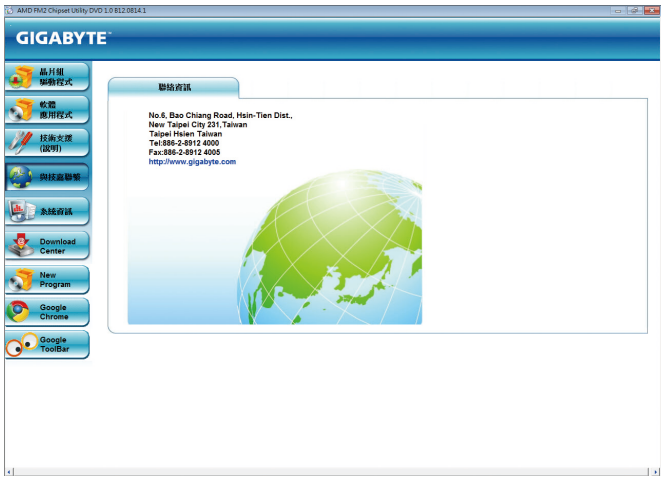 AMD FM2 Chipset Utility DVD 1.0 B12.0814.1
GIGABYTE™
晶片組
驅動程式
軟體
應用程式
技術支援
(說明)
與技嘉聯繫
系統資訊
Download
Center
New
Program
Google
Chrome
Google
ToolBar
聯絡資訊
No.6, Bao Chiang Road, Hsin-Tien Dist.,
New Taipei City 231,Taiwan
Taipei Hsien Taiwan
Tel:886-2-8912 4000
Fax:886-2-8912 4005
http://www.gigabyte.com